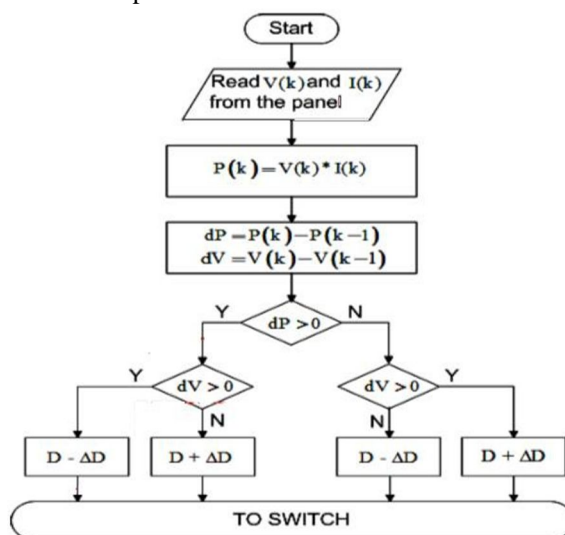 Start
Read V(k) and I(k)
from the panel
P(k)=V(k)* I(k)
dP =P(k)-P(k-1)
dV =V(k)-V(k-1)
Y
dP >0
N
Y
dV >0
N
dV >0
Y
N
D - ΔD
D + ΔD
D - ΔD
D + ΔD
TO SWITCH